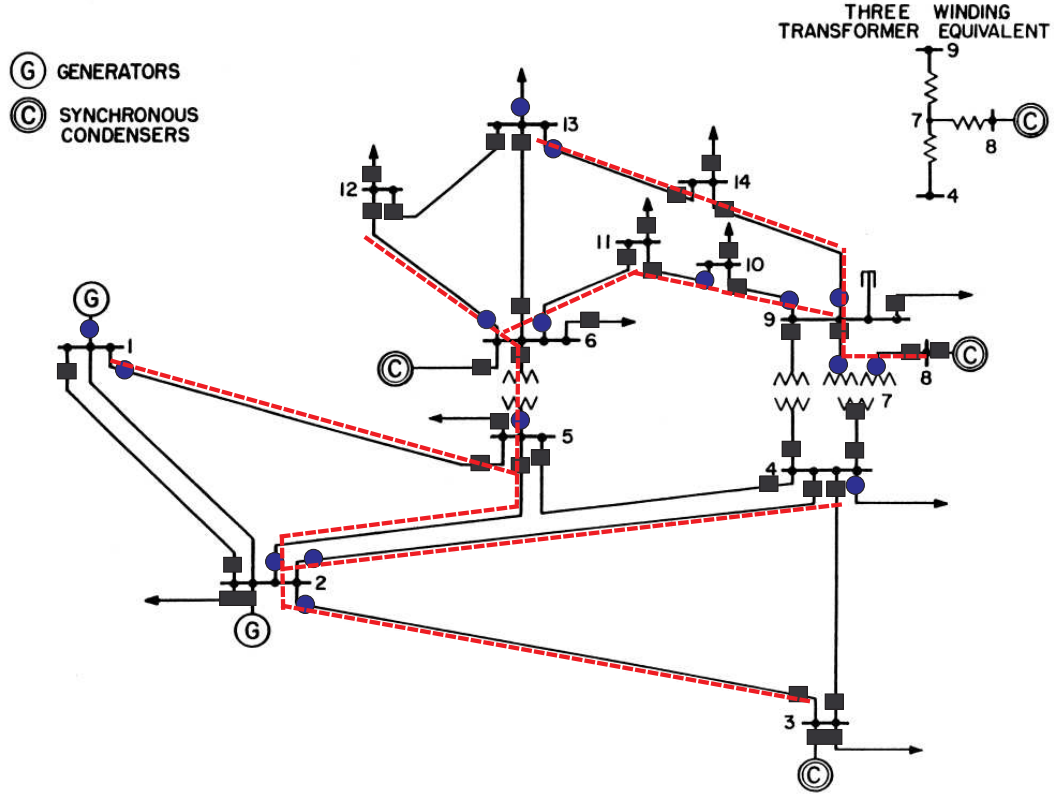 THREE WINDING
TRANSFORMER EQUIVALENT
G GENERATORS
C SYNCHRONOUS
CONDENSERS
9
7
C
8
4
13
12
14
11
10
G
1
9
6
C
C
8
7
5
4
2
G
3
C